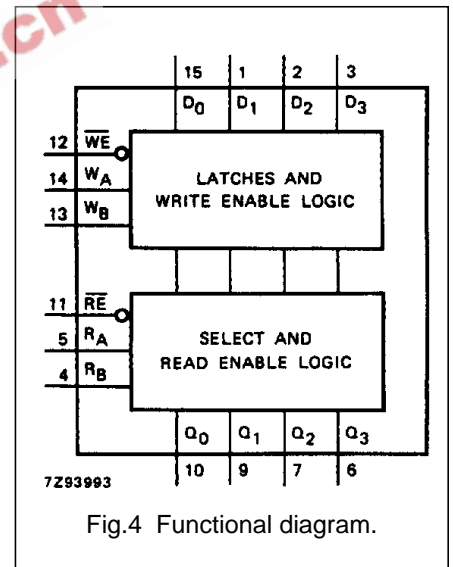 .cn
15 1 2 3
D0 D1 D2 D3
12 WE
14 WA
13 WB
LATCHES AND
WRITE ENABLE LOGIC
11 RE
5 RA
4 RB
SELECT AND
READ ENABLE LOGIC
Q0 Q1 Q2 Q3
10 9 7 6
7Z93993
Fig.4 Functional diagram.